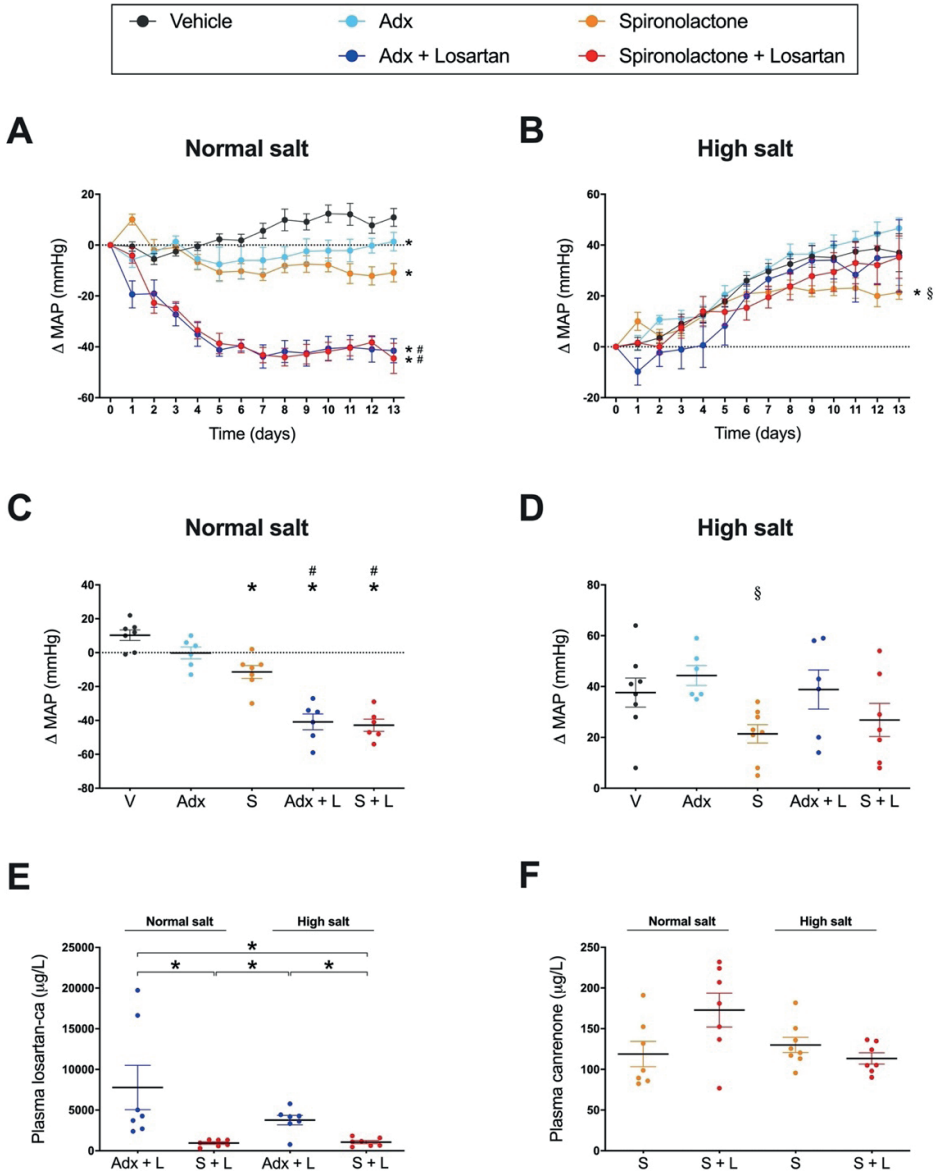 Vehicle
Adx
Spironolactone
Adx + Losartan
Spironolactone + Losartan
A
Normal salt
20
0
-20
-40
-60
Δ MAP (mmHg)
*
*
* #
* #
0 1 2 3 4 5 6 7 8 9 10 11 12 13
Time (days)
B
High salt
60
40
20
0
-20
Δ MAP (mmHg)
* §
0 1 2 3 4 5 6 7 8 9 10 11 12 13
Time (days)
C
Normal salt
# #
* * *
40
20
0
-20
-40
-60
-80
Δ MAP (mmHg)
V Adx S Adx + L S + L
D
High salt
§
80
60
40
20
0
Δ MAP (mmHg)
V Adx S Adx + L S + L
E
Normal salt High salt
*
* * *
25000
20000
15000
10000
5000
0
Plasma losartan-ca (µg/L)
Adx + L S + L Adx + L S + L
F
Normal salt High salt
250
200
150
100
50
0
Plasma canrenone (µg/L)
S S + L S S + L